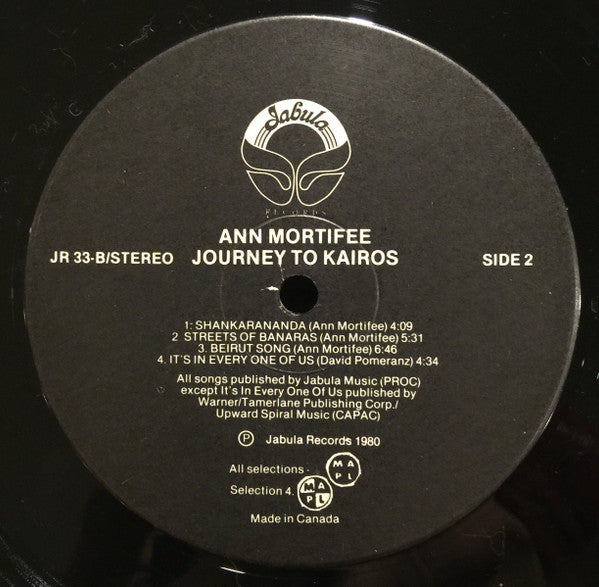 Jabula
RECORDS
ANN MORTIFEE
JR 33-B/STEREO JOURNEY TO KAIROS SIDE 2
1: SHANKARANANDA (Ann Mortifee) 4:09
2 STREETS OF BANARAS (Ann Mortifee) 5:31
3. BEIRUT SONG (Ann Mortifee) 6:46
4. IT'S IN EVERY ONE OF US (David Pomeranz) 4:34
All songs published by Jabula Music (PROC)
except It's In Every One Of Us published by
Warner/Tamerlane Publishing Corp./
Upward Spiral Music (CAPAC)
Ⓟ Jabula Records 1980
All selections - M A P L
Selection 4. M A P L
Made in Canada